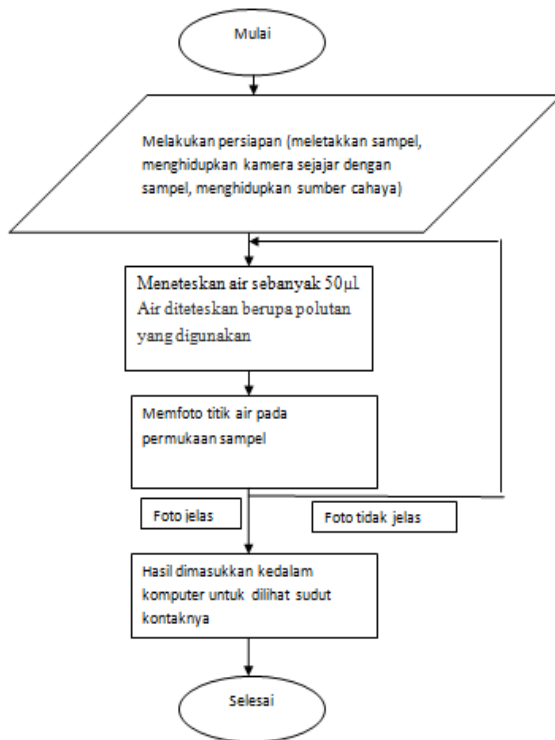 Mulai
Melakukan persiapan (meletakkan sampel,
menghidupkan kamera sejajar dengan
sampel, menghidupkan sumber cahaya)
Meneteskan air sebanyak 50µl
Air diteteskan berupa polutan
yang digunakan
Memfoto titik air pada
permukaan sampel
Foto jelas
Foto tidak jelas
Hasil dimasukkan kedalam
komputer untuk dilihat sudut
kontaknya
Selesai